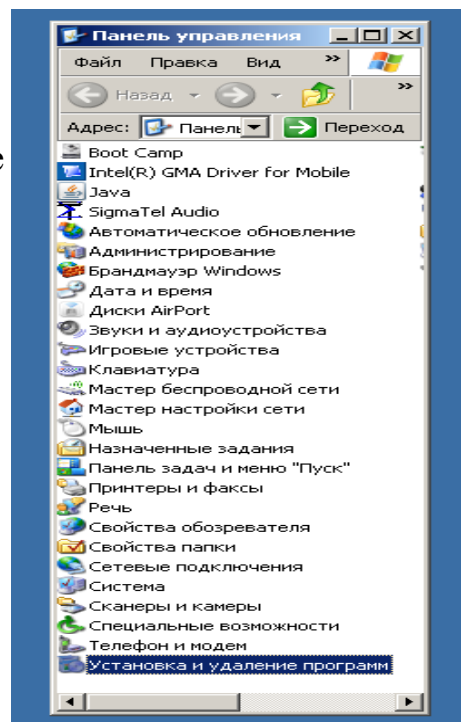 Панель управления
Файл Правка Вид »
Назад »
Адрес: Панель Переход
е
Boot Camp
Intel(R) GMA Driver for Mobile
Java
SigmaTel Audio
Автоматическое обновление
Администрирование
Брандмауэр Windows
Дата и время
Диски AirPort
Звуки и аудиоустройства
Игровые устройства
Клавиатура
Мастер беспроводной сети
Мастер настройки сети
Мышь
Назначенные задания
Панель задач и меню "Пуск"
Принтеры и факсы
Речь
Свойства обозревателя
Свойства папки
Сетевые подключения
Система
Сканеры и камеры
Специальные возможности
Телефон и модем
Установка и удаление программ